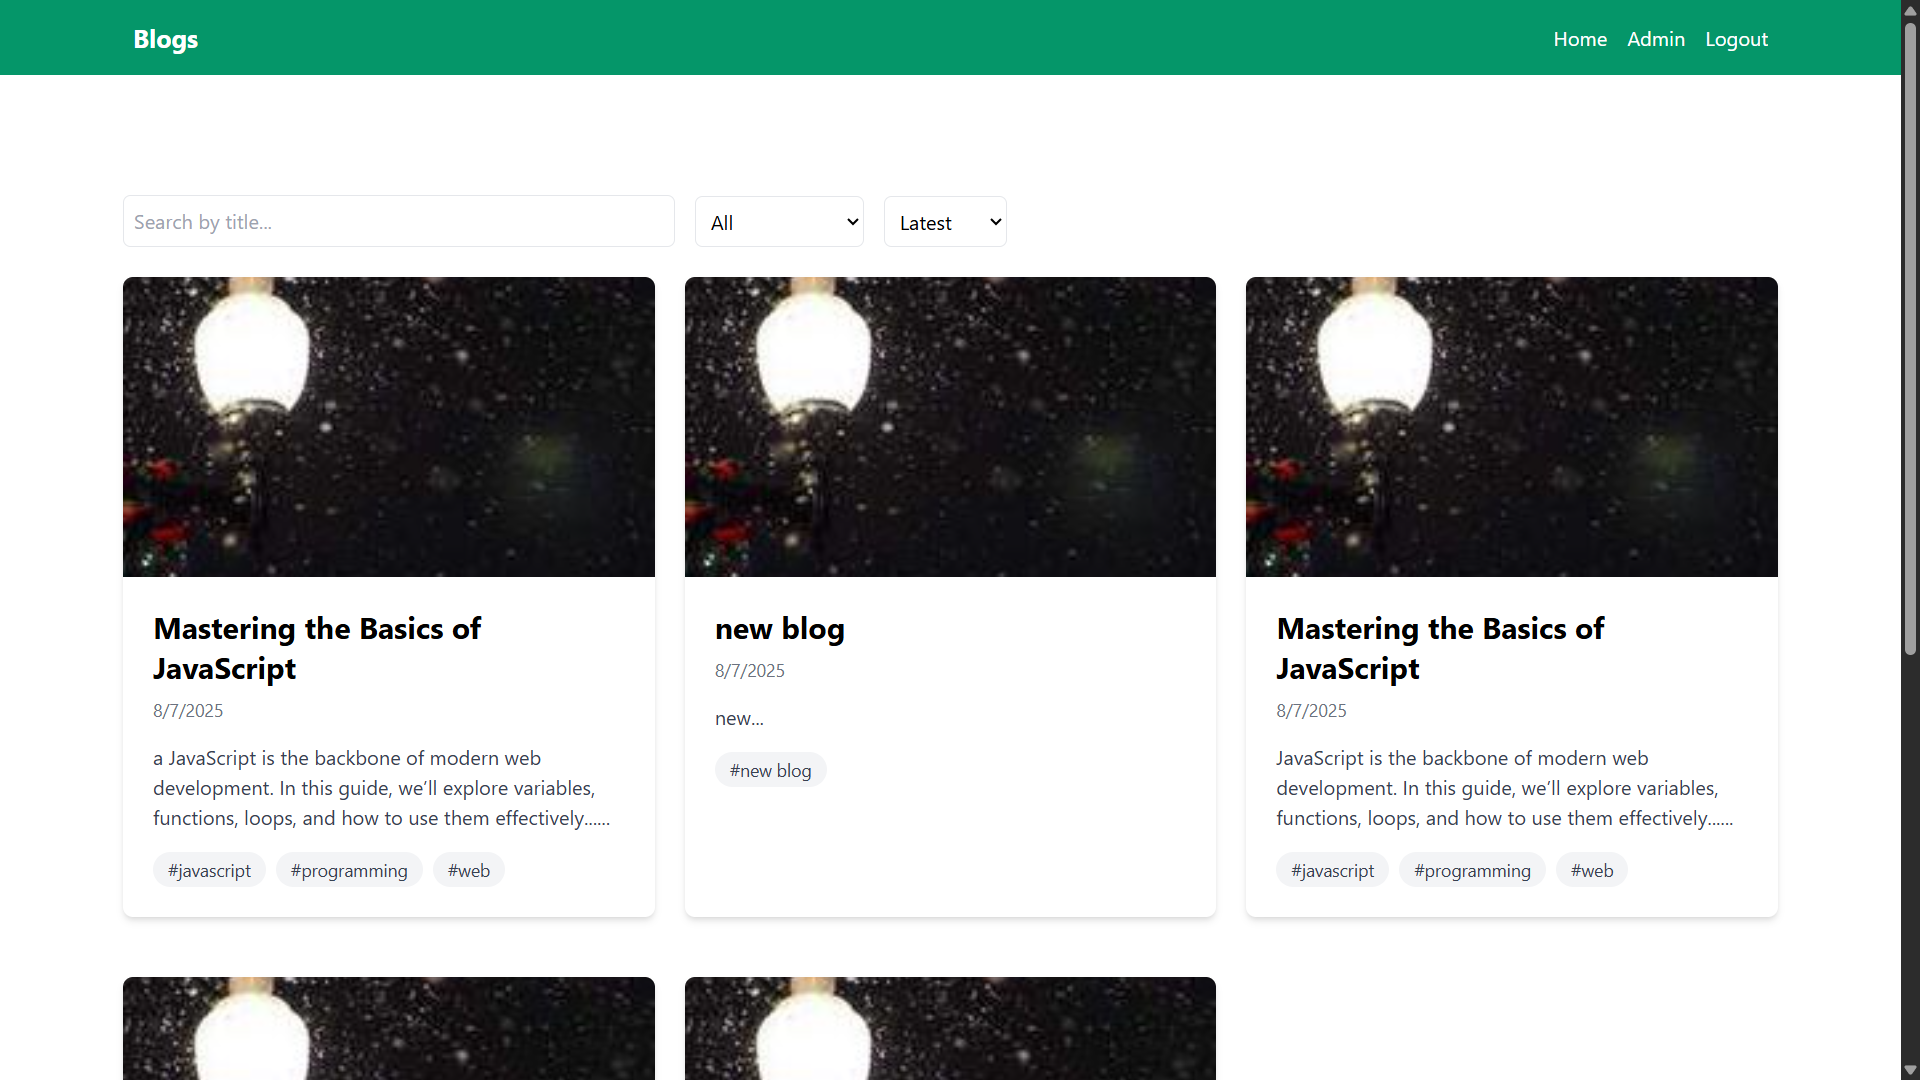 Blogs
Home Admin Logout
Search by title...
All
Latest
Mastering the Basics of
JavaScript
8/7/2025
a JavaScript is the backbone of modern web
development. In this guide, we’ll explore variables,
functions, loops, and how to use them effectively......
#javascript #programming #web
new blog
8/7/2025
new...
#new blog
Mastering the Basics of
JavaScript
8/7/2025
JavaScript is the backbone of modern web
development. In this guide, we’ll explore variables,
functions, loops, and how to use them effectively......
#javascript #programming #web